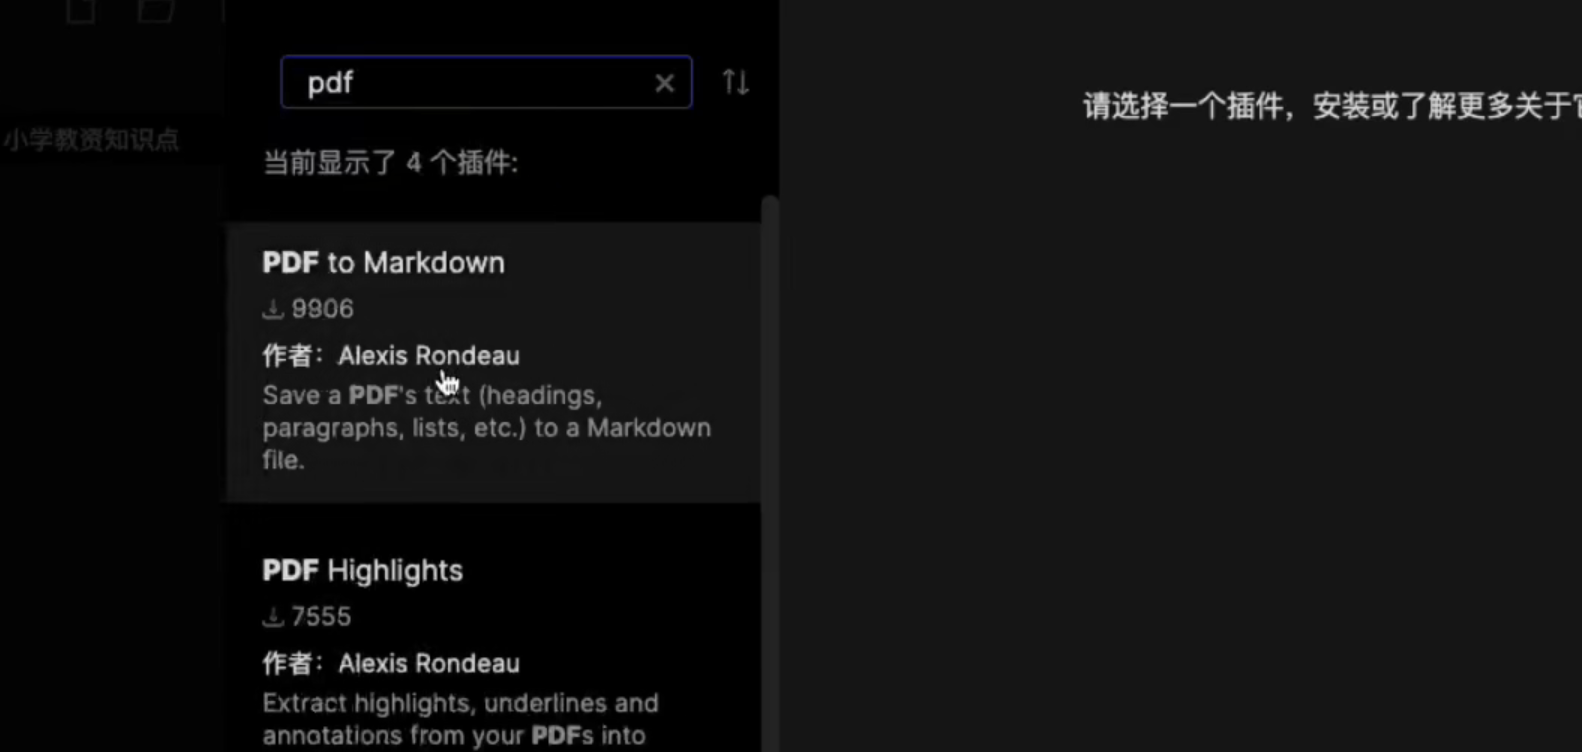 pdf
请选择一个插件，安装或了解更多关于
小学教资知识点
当前显示了 4 个插件:
PDF to Markdown
9906
作者： Alexis Rondeau
Save a PDF's text (headings,
paragraphs, lists, etc.) to a Markdown
file.
PDF Highlights
7555
作者： Alexis Rondeau
Extract highlights, underlines and
annotations from your PDFs into